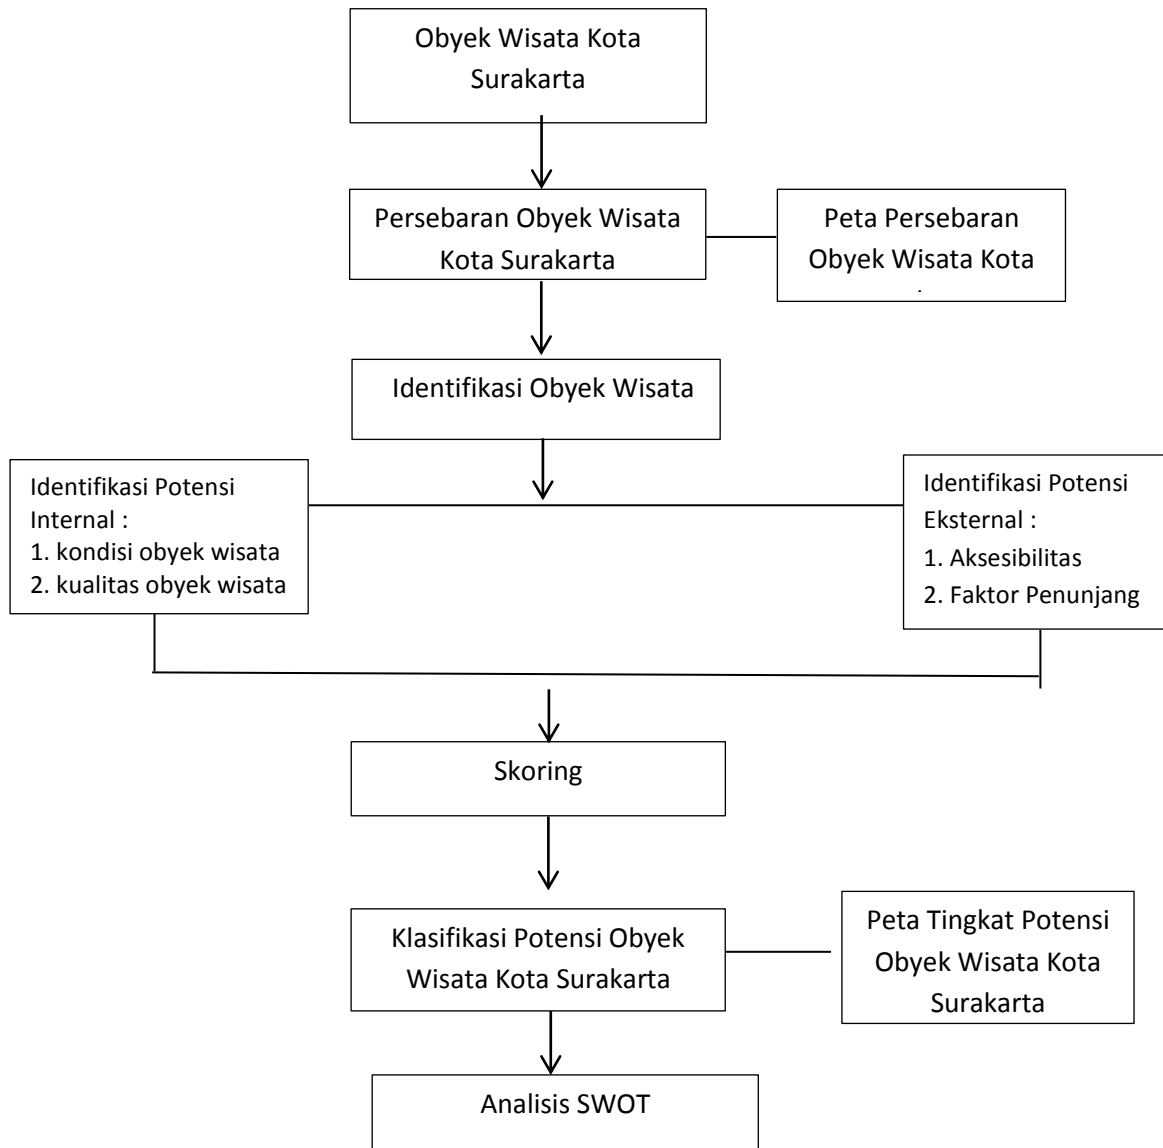 Obyek Wisata Kota
Surakarta
Persebaran Obyek Wisata
Kota Surakarta
Peta Persebaran
Obyek Wisata Kota
Identifikasi Obyek Wisata
Identifikasi Potensi
Internal :
1. kondisi obyek wisata
2. kualitas obyek wisata
Identifikasi Potensi
Eksternal :
1. Aksesibilitas
2. Faktor Penunjang
Skoring
Klasifikasi Potensi Obyek
Wisata Kota Surakarta
Peta Tingkat Potensi
Obyek Wisata Kota
Surakarta
Analisis SWOT